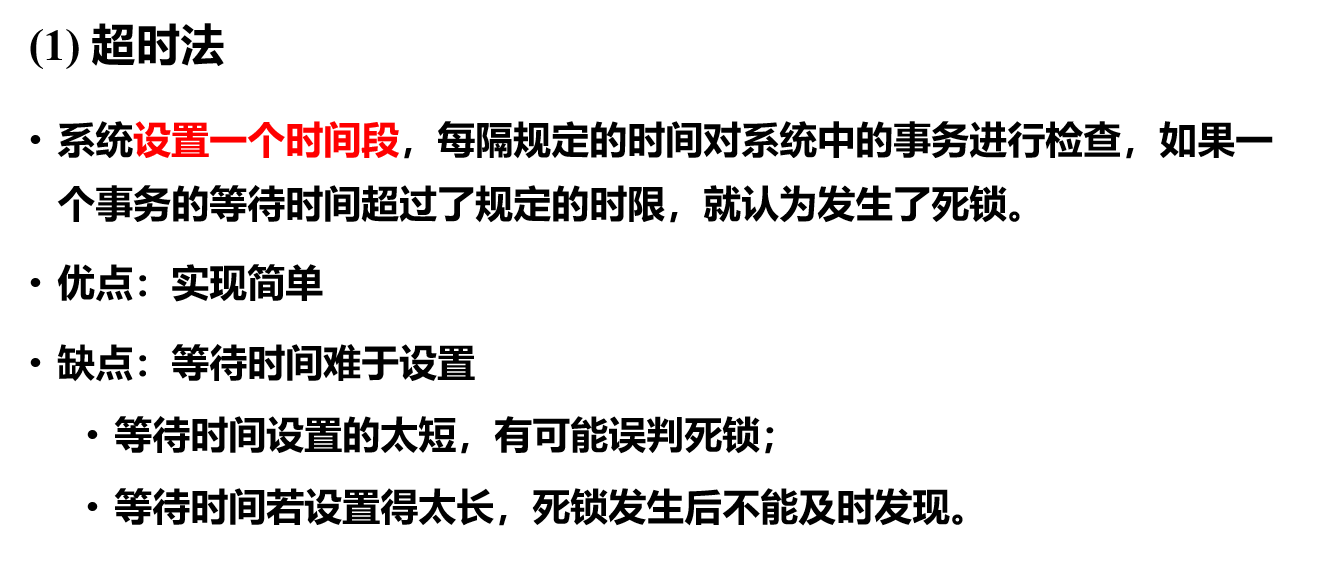 (1) 超时法
• 系统设置一个时间段，每隔规定的时间对系统中的事务进行检查，如果一
个事务的等待时间超过了规定的时限，就认为发生了死锁。
• 优点：实现简单
• 缺点：等待时间难于设置
• 等待时间设置的太短，有可能误判死锁；
• 等待时间若设置得太长，死锁发生后不能及时发现。